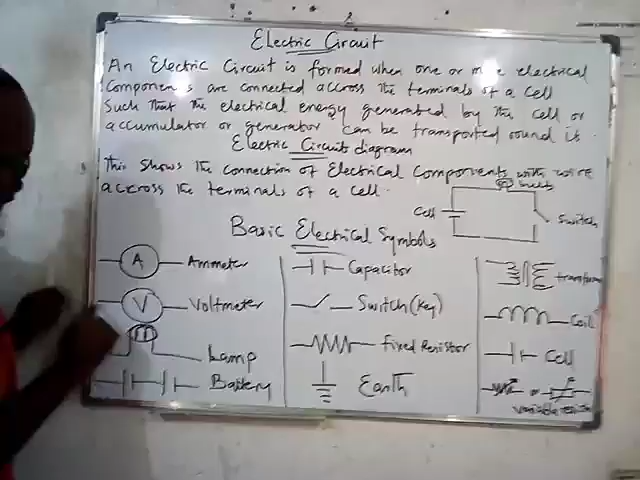 Electric Circuit
An Electric Circuit is formed when one or more electrical
Components are connected accross the terminals of a cell
Such that the electrical energy generated by the cell or
accumulator or generator can be transported round it.
Electric Circuit diagram
This shows the connection of Electrical Components with wire
accross the terminals of a cell.
Cell
Switch
Basic Electrical Symbols
A Ammeter
V Voltmeter
Lamp
Battery
Capacitor
Switch (Key)
Fixed Resistor
Earth
Coil
Cell
or